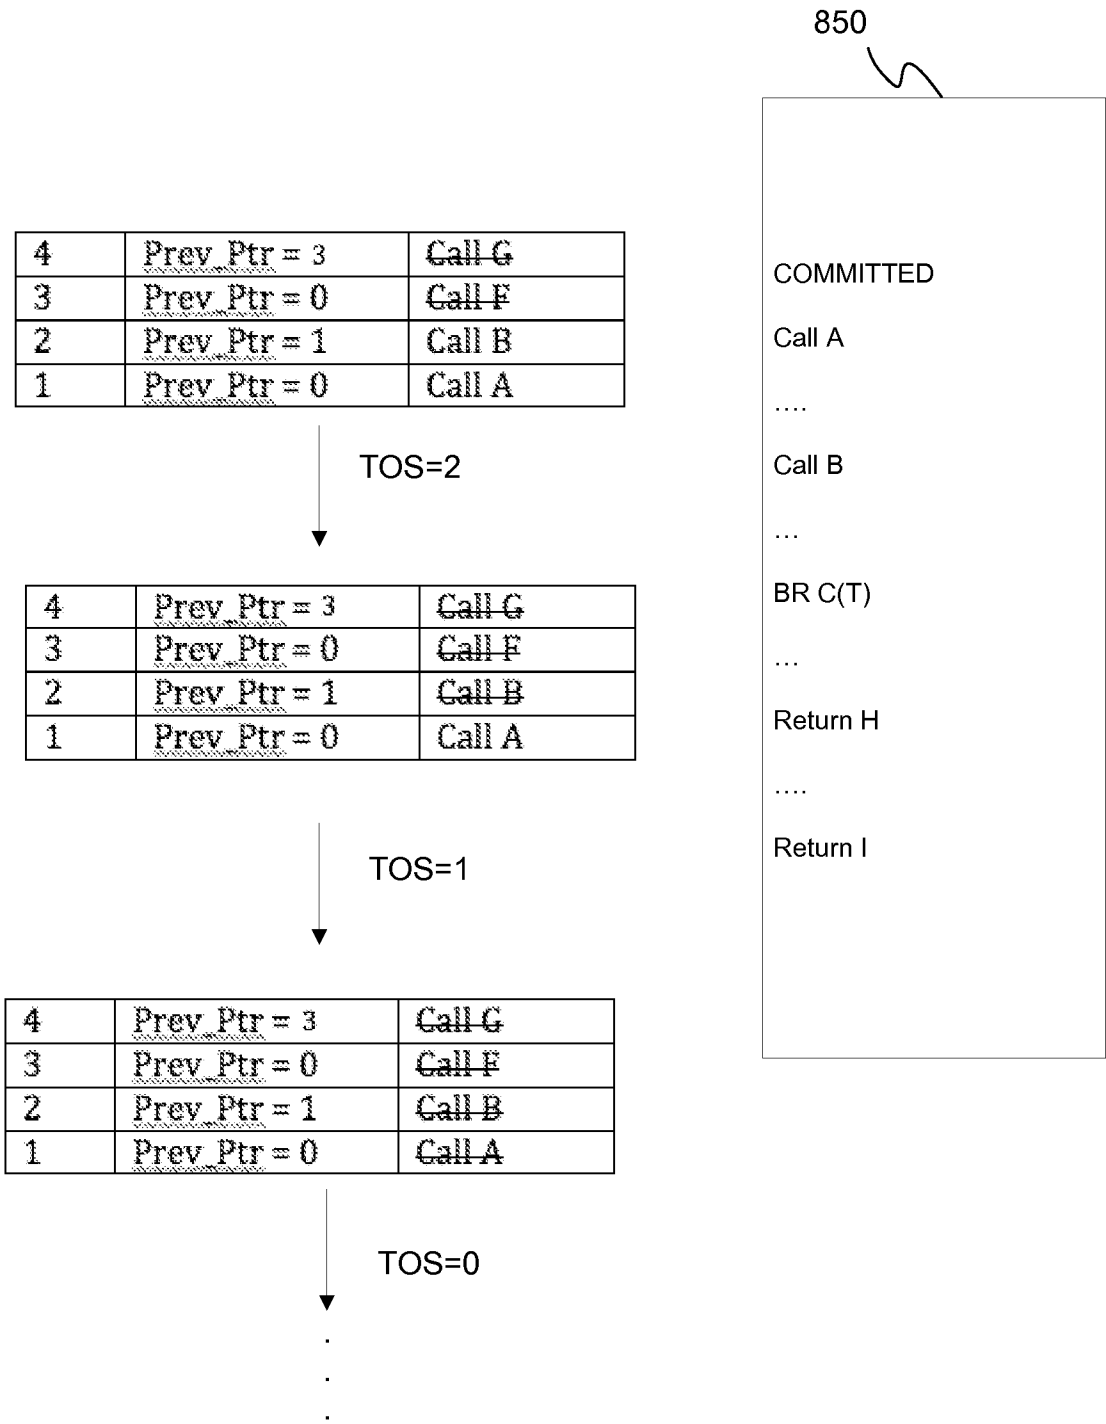 850
4 Prev_Ptr = 3 Call G
3 Prev_Ptr = 0 Call F
2 Prev_Ptr = 1 Call B
1 Prev_Ptr = 0 Call A
TOS=2
4 Prev_Ptr = 3 Call G
3 Prev_Ptr = 0 Call F
2 Prev_Ptr = 1 Call B
1 Prev_Ptr = 0 Call A
TOS=1
4 Prev_Ptr = 3 Call G
3 Prev_Ptr = 0 Call F
2 Prev_Ptr = 1 Call B
1 Prev_Ptr = 0 Call A
TOS=0
.
.
.
COMMITTED
Call A
....
Call B
...
BR C(T)
...
Return H
....
Return I